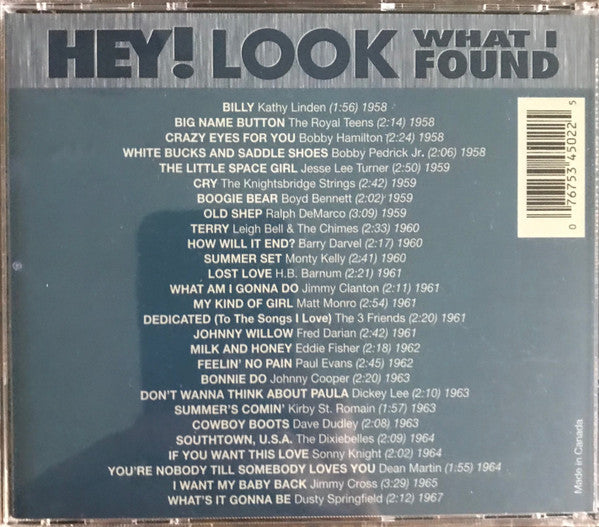 HEY! LOOK WHAT I FOUND
BILLY Kathy Linden (1:56) 1958
BIG NAME BUTTON The Royal Teens (2:14) 1958
CRAZY EYES FOR YOU Bobby Hamilton (2:24) 1958
WHITE BUCKS AND SADDLE SHOES Bobby Pedrick Jr. (2:06) 1958
THE LITTLE SPACE GIRL Jesse Lee Turner (2:50) 1959
CRY The Knightsbridge Strings (2:42) 1959
BOOGIE BEAR Boyd Bennett (2:02) 1959
OLD SHEP Ralph DeMarco (3:09) 1959
TERRY Leigh Bell & The Chimes (2:33) 1960
HOW WILL IT END? Barry Darvel (2:17) 1960
SUMMER SET Monty Kelly (2:41) 1960
LOST LOVE H.B. Barnum (2:21) 1961
WHAT AM I GONNA DO Jimmy Clanton (2:11) 1961
MY KIND OF GIRL Matt Monro (2:54) 1961
DEDICATED (To The Songs I Love) The 3 Friends (2:20) 1961
JOHNNY WILLOW Fred Darian (2:42) 1961
MILK AND HONEY Eddie Fisher (2:18) 1962
FEELIN' NO PAIN Paul Evans (2:45) 1962
BONNIE DO Johnny Cooper (2:20) 1963
DON'T WANNA THINK ABOUT PAULA Dickey Lee (2:10) 1963
SUMMER'S COMIN' Kirby St. Romain (1:57) 1963
COWBOY BOOTS Dave Dudley (2:08) 1963
SOUTHTOWN, U.S.A. The Dixiebelles (2:09) 1964
IF YOU WANT THIS LOVE Sonny Knight (2:02) 1964
YOU'RE NOBODY TILL SOMEBODY LOVES YOU Dean Martin (1:55) 1964
I WANT MY BABY BACK Jimmy Cross (3:29) 1965
WHAT'S IT GONNA BE Dusty Springfield (2:12) 1967
0 76753 45022 5
Made in Canada